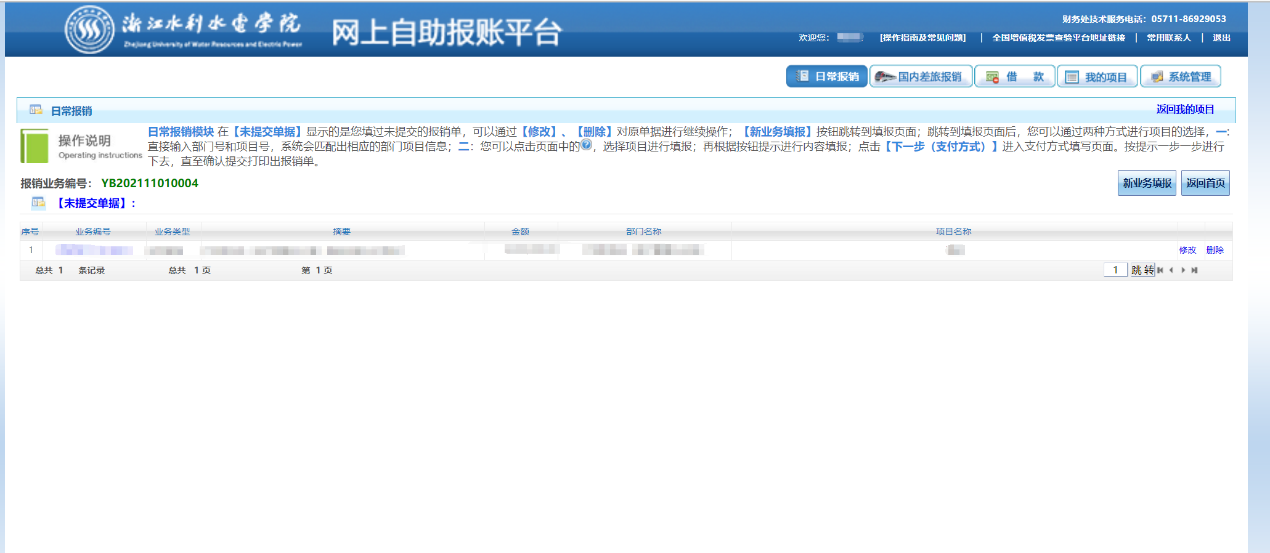 浙江水利水电学院
Zhejiang University of Water Resources and Electric Power
网上自助报账平台
财务处技术服务电话：05711-86929053
欢迎您： [操作指南及常见问题] | 全国增值税发票查验平台地址链接 | 常用联系人 | 退出
日常报销 国内差旅报销 借 款 我的项目 系统管理
日常报销 返回我的项目
操作说明
Operating instructions
日常报销模块 在【未提交单据】显示的是您填过未提交的报销单，可以通过【修改】、【删除】对原单据进行继续操作；【新业务填报】按钮跳转到填报页面；跳转到填报页面后，您可以通过两种方式进行项目的选择，一：
直接输入部门号和项目号，系统会匹配出相应的部门项目信息；二：您可以点击页面中的，选择项目进行填报；再根据按钮提示进行内容填报；点击【下一步（支付方式）】进入支付方式填写页面。按提示一步一步进行
下去，直至确认提交打印出报销单。
报销业务编号： YB202111010004 新业务填报 返回首页
【未提交单据】：
序号 业务编号 业务类型 摘要 金额 部门名称 项目名称
1 修改 删除
总共 1 条记录 总共 1 页 第 1 页 1 跳 转